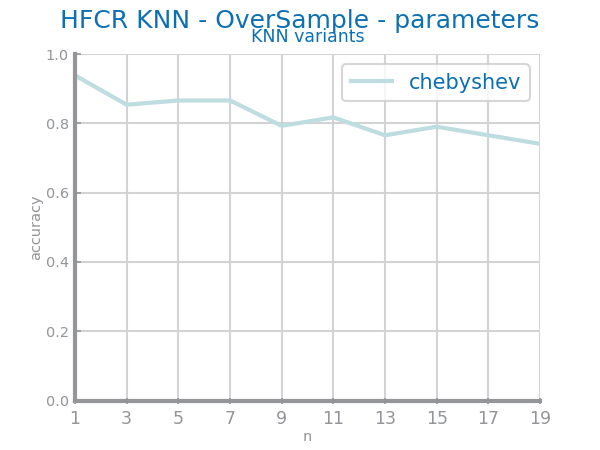 HFCR KNN - OverSample - parameters
KNN variants
chebyshev
accuracy
1.0
0.8
0.6
0.4
0.2
0.0
1 3 5 7 9 11 13 15 17 19
n